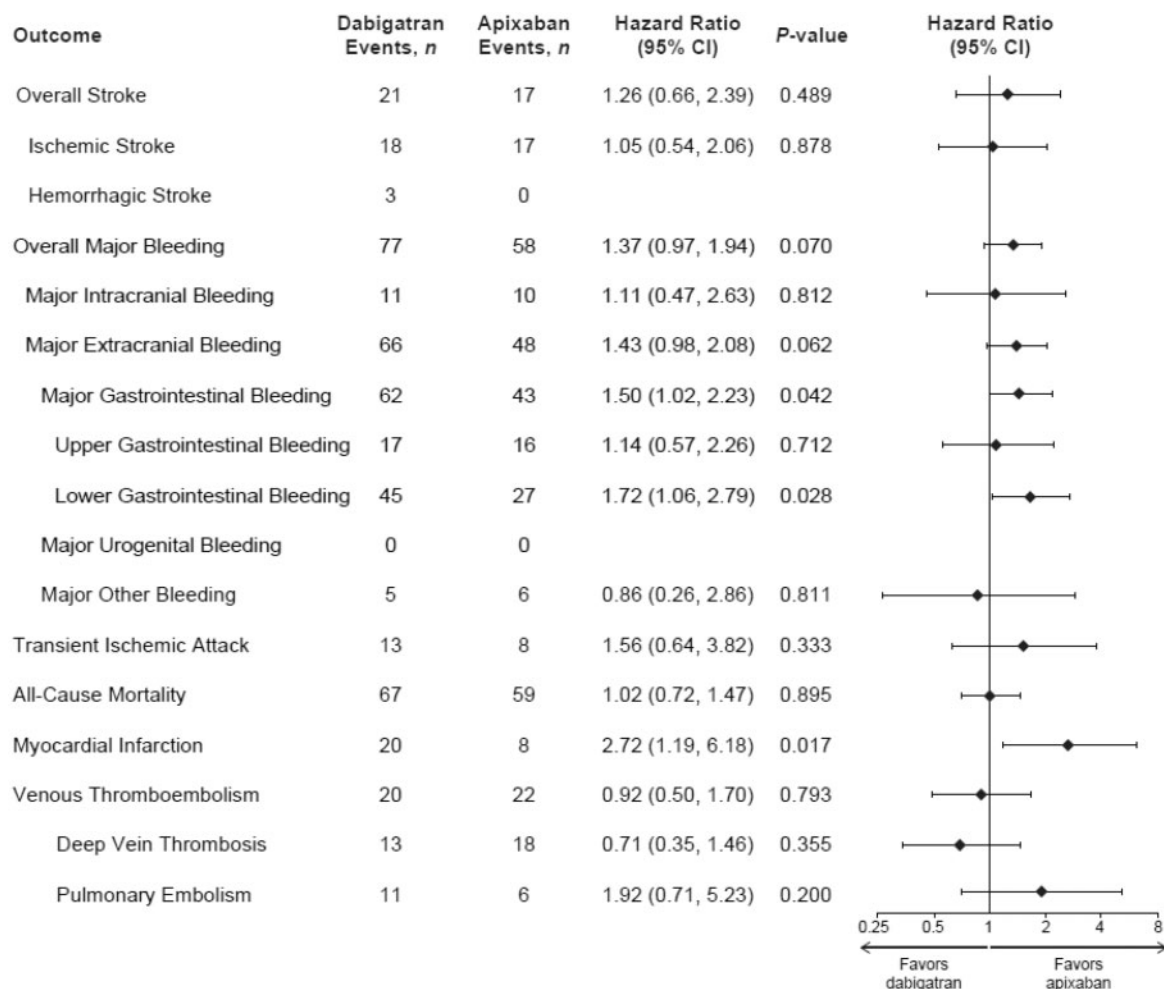 Outcome Dabigatran Events, n Apixaban Events, n Hazard Ratio (95% CI) P-value Hazard Ratio (95% CI)
Overall Stroke 21 17 1.26 (0.66, 2.39) 0.489
Ischemic Stroke 18 17 1.05 (0.54, 2.06) 0.878
Hemorrhagic Stroke 3 0
Overall Major Bleeding 77 58 1.37 (0.97, 1.94) 0.070
Major Intracranial Bleeding 11 10 1.11 (0.47, 2.63) 0.812
Major Extracranial Bleeding 66 48 1.43 (0.98, 2.08) 0.062
Major Gastrointestinal Bleeding 62 43 1.50 (1.02, 2.23) 0.042
Upper Gastrointestinal Bleeding 17 16 1.14 (0.57, 2.26) 0.712
Lower Gastrointestinal Bleeding 45 27 1.72 (1.06, 2.79) 0.028
Major Urogenital Bleeding 0 0
Major Other Bleeding 5 6 0.86 (0.26, 2.86) 0.811
Transient Ischemic Attack 13 8 1.56 (0.64, 3.82) 0.333
All-Cause Mortality 67 59 1.02 (0.72, 1.47) 0.895
Myocardial Infarction 20 8 2.72 (1.19, 6.18) 0.017
Venous Thromboembolism 20 22 0.92 (0.50, 1.70) 0.793
Deep Vein Thrombosis 13 18 0.71 (0.35, 1.46) 0.355
Pulmonary Embolism 11 6 1.92 (0.71, 5.23) 0.200
0.25 0.5 1 2 4 8
Favors dabigatran Favors apixaban